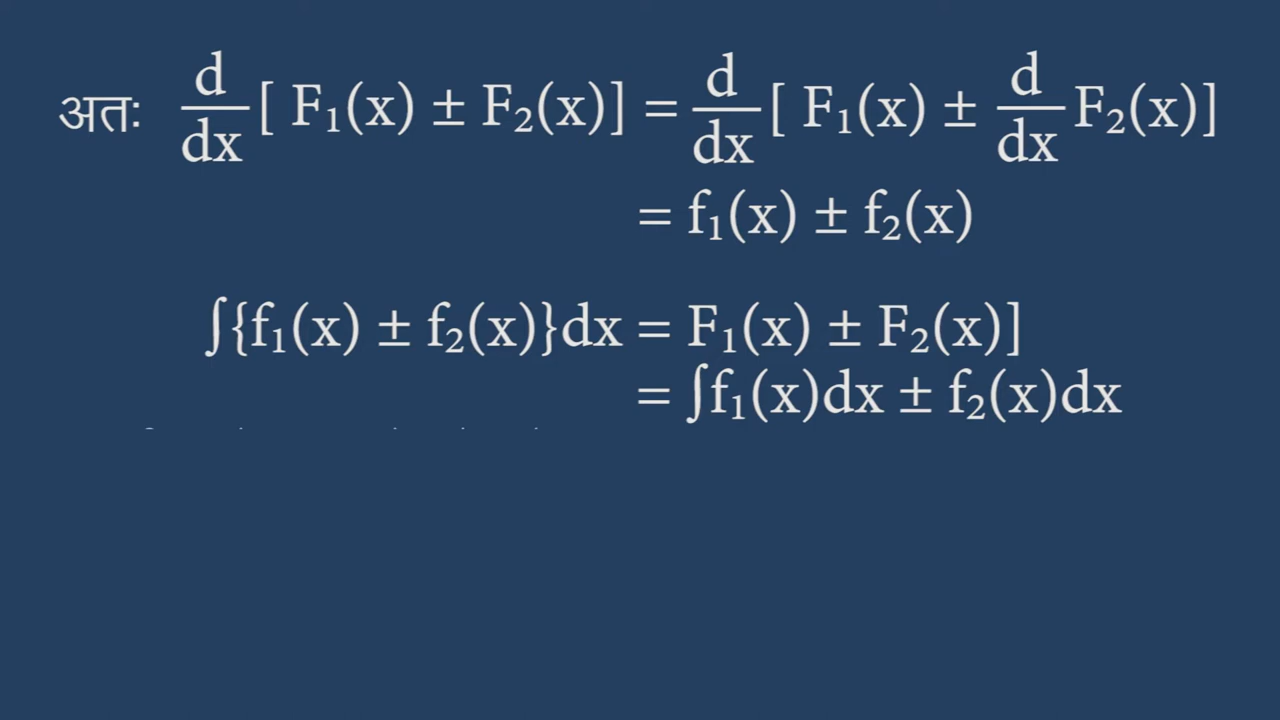 अतः d/dx [ F₁(x) ± F₂(x)] = d/dx [ F₁(x) ± d/dx F₂(x)]
= f₁(x) ± f₂(x)
∫{f₁(x) ± f₂(x)}dx = F₁(x) ± F₂(x)]
= ∫f₁(x)dx ± f₂(x)dx